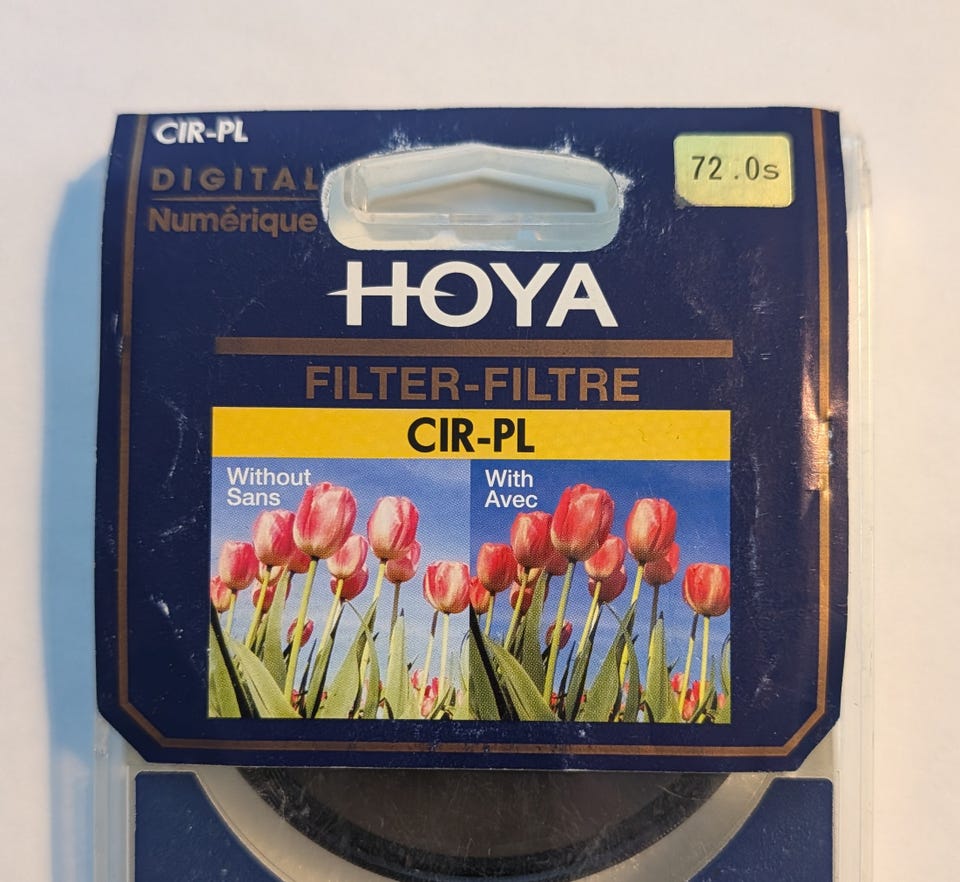 CIR-PL
DIGITAL
Numérique
72.0s
HOYA
FILTER-FILTRE
CIR-PL
Without
Sans
With
Avec